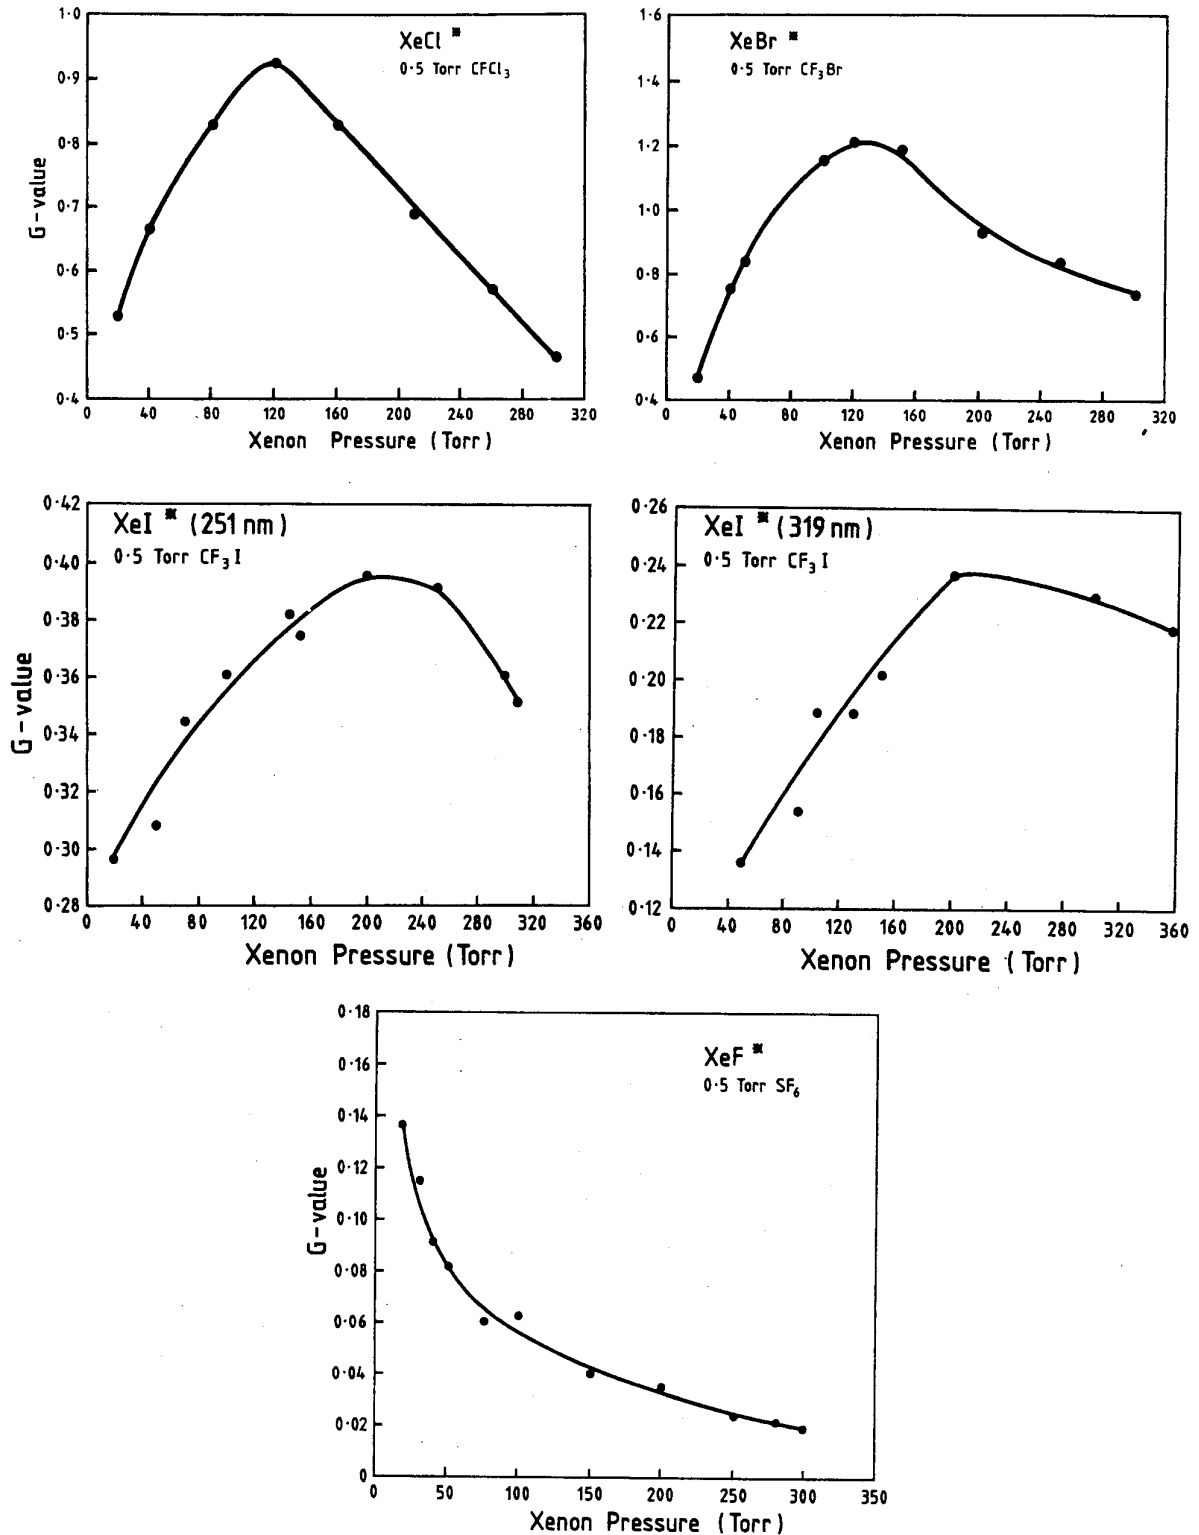 XeCl *
0·5 Torr CFCl3
G-value
1·0
0·9
0·8
0·7
0·6
0·5
0·4
0 40 80 120 160 200 240 280 320
Xenon Pressure (Torr)
XeBr *
0·5 Torr CF3Br
1·6
1·4
1·2
1·0
0·8
0·6
0·4
0 40 80 120 160 200 240 280 320
Xenon Pressure (Torr)
XeI * (251 nm)
0·5 Torr CF3I
G-value
0·42
0·40
0·38
0·36
0·34
0·32
0·30
0·28
0 40 80 120 160 200 240 280 320 360
Xenon Pressure (Torr)
XeI * (319 nm)
0·5 Torr CF3I
0·26
0·24
0·22
0·20
0·18
0·16
0·14
0·12
0 40 80 120 160 200 240 280 320 360
Xenon Pressure (Torr)
XeF *
0·5 Torr SF6
G-value
0·18
0·16
0·14
0·12
0·10
0·08
0·06
0·04
0·02
0
0 50 100 150 200 250 300 350
Xenon Pressure (Torr)